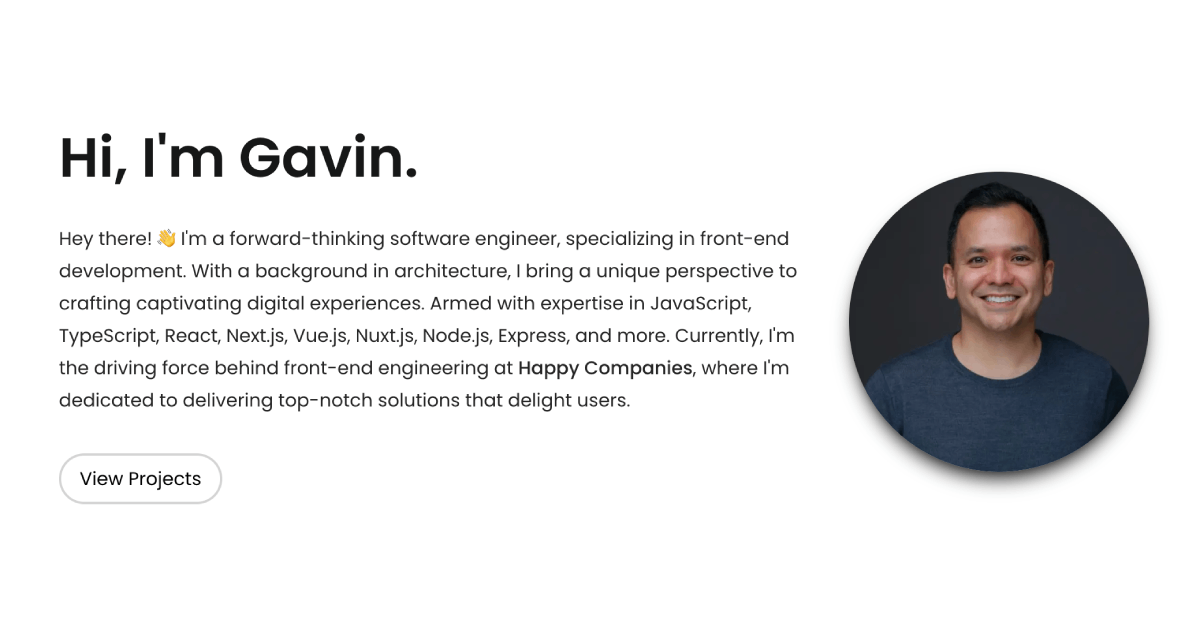 Hi, I'm Gavin.
Hey there! 👋 I'm a forward-thinking software engineer, specializing in front-end
development. With a background in architecture, I bring a unique perspective to
crafting captivating digital experiences. Armed with expertise in JavaScript,
TypeScript, React, Next.js, Vue.js, Nuxt.js, Node.js, Express, and more. Currently, I'm
the driving force behind front-end engineering at Happy Companies, where I'm
dedicated to delivering top-notch solutions that delight users.
View Projects